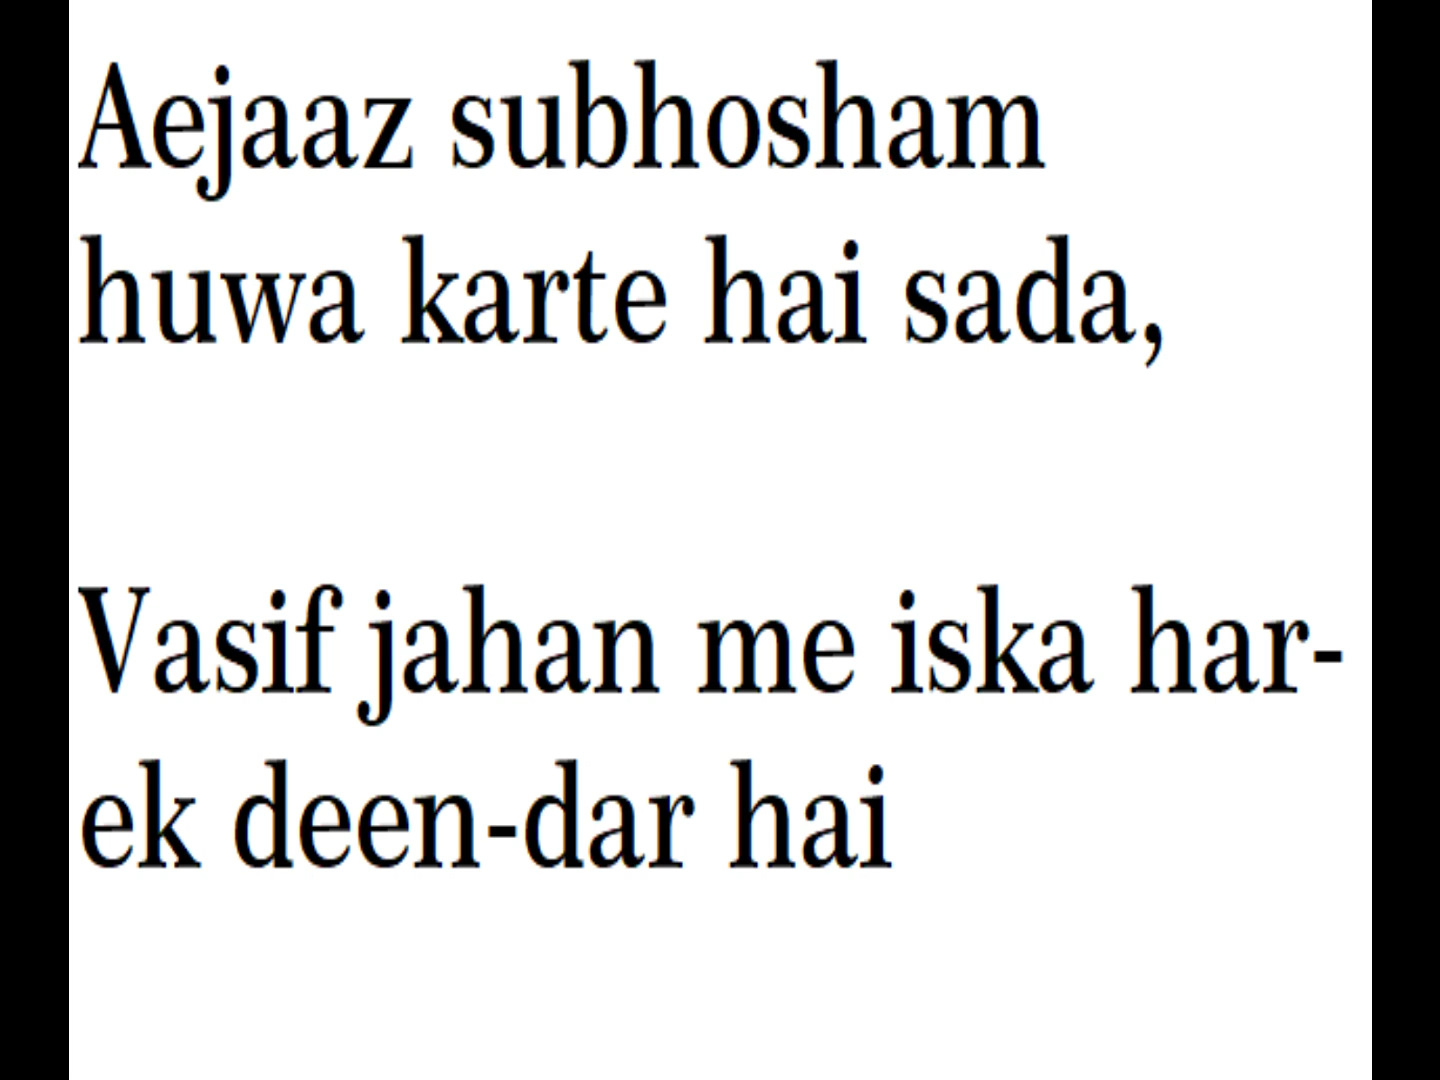 Aejaaz subhosham
huwa karte hai sada,
Vasif jahan me iska har-
ek deen-dar hai